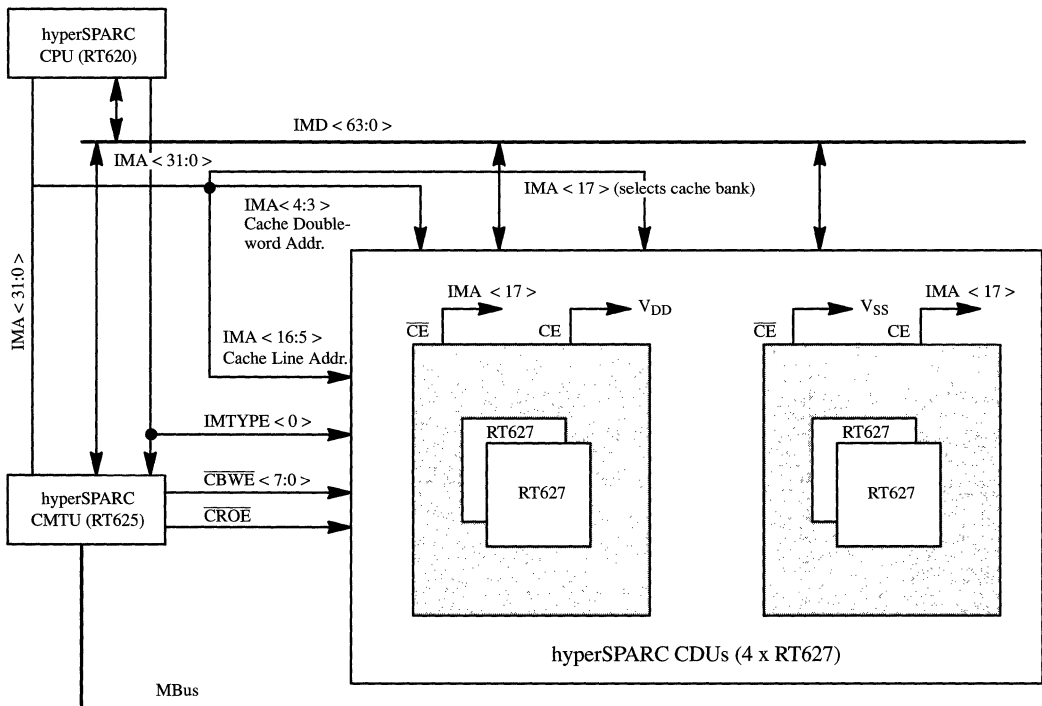 hyperSPARC
CPU (RT620)
IMD < 63:0 >
IMA < 31:0 >
IMA < 17 > (selects cache bank)
IMA< 4:3 >
Cache Double-
word Addr.
IMA < 31:0 >
IMA < 16:5 >
Cache Line Addr.
IMA < 17 >
CE
CE
VDD
CE
VSS
CE
IMA < 17 >
RT627
RT627
RT627
RT627
IMTYPE < 0 >
hyperSPARC
CMTU (RT625)
CBWE < 7:0 >
CROE
hyperSPARC CDUs (4 x RT627)
MBus